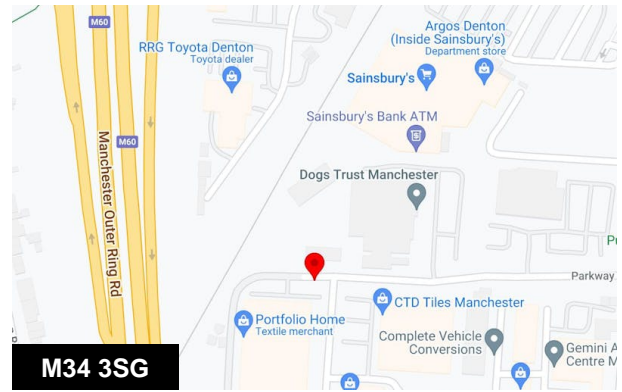 M60
Argos Denton
(Inside Sainsbury's)
Department store
RRG Toyota Denton
Toyota dealer
Sainsbury's
Sainsbury's Bank ATM
M60
Manchester Outer Ring Rd
Dogs Trust Manchester
Parkway
CTD Tiles Manchester
Portfolio Home
Textile merchant
Complete Vehicle
Conversions
Gemini A
Centre M
M34 3SG